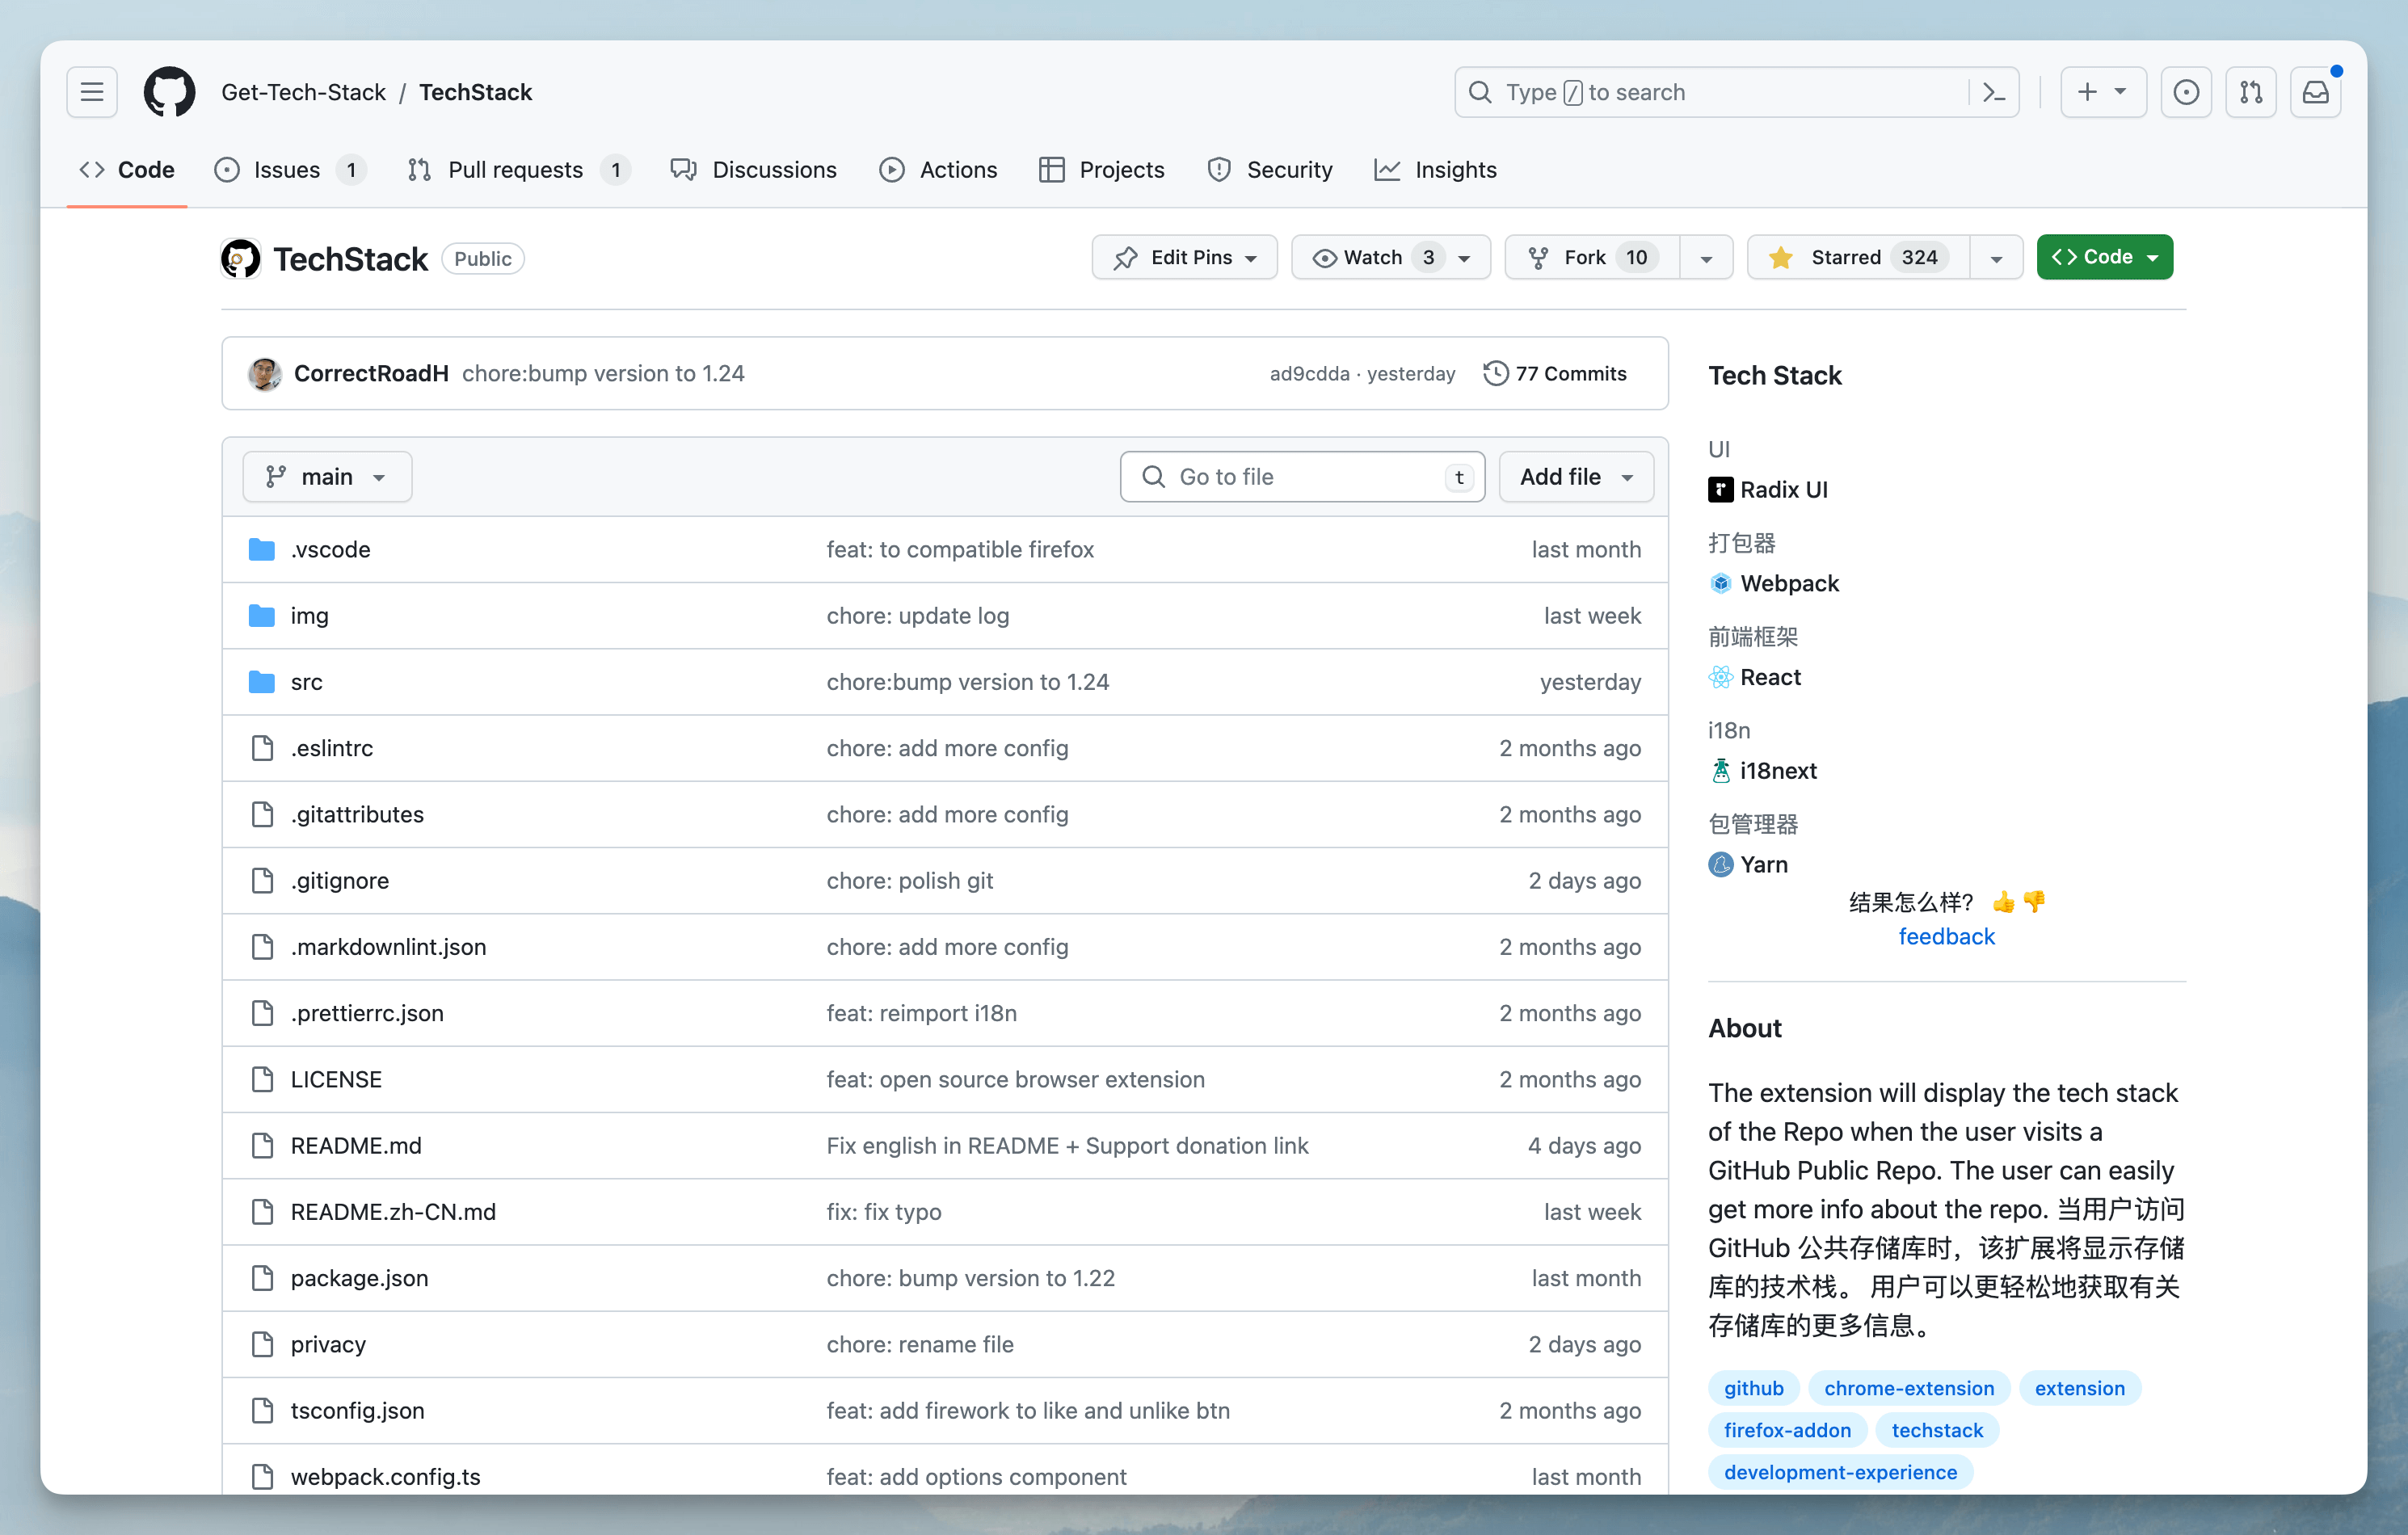 Get-Tech-Stack / TechStack
Type / to search
Code
Issues 1
Pull requests 1
Discussions
Actions
Projects
Security
Insights
TechStack Public
Edit Pins
Watch 3
Fork 10
Starred 324
Code
CorrectRoadH chore:bump version to 1.24 ad9cdda · yesterday 77 Commits
main
Go to file t
Add file
.vscode feat: to compatible firefox last month
img chore: update log last week
src chore:bump version to 1.24 yesterday
.eslintrc chore: add more config 2 months ago
.gitattributes chore: add more config 2 months ago
.gitignore chore: polish git 2 days ago
.markdownlint.json chore: add more config 2 months ago
.prettierrc.json feat: reimport i18n 2 months ago
LICENSE feat: open source browser extension 2 months ago
README.md Fix english in README + Support donation link 4 days ago
README.zh-CN.md fix: fix typo last week
package.json chore: bump version to 1.22 last month
privacy chore: rename file 2 days ago
tsconfig.json feat: add firework to like and unlike btn 2 months ago
webpack.config.ts feat: add options component last month
Tech Stack
UI
Radix UI
打包器
Webpack
前端框架
React
i18n
i18next
包管理器
Yarn
结果怎么样? 👍 👎
feedback
About
The extension will display the tech stack
of the Repo when the user visits a
GitHub Public Repo. The user can easily
get more info about the repo. 当用户访问
GitHub 公共存储库时，该扩展将显示存储
库的技术栈。 用户可以更轻松地获取有关
存储库的更多信息。
github chrome-extension extension
firefox-addon techstack
development-experience